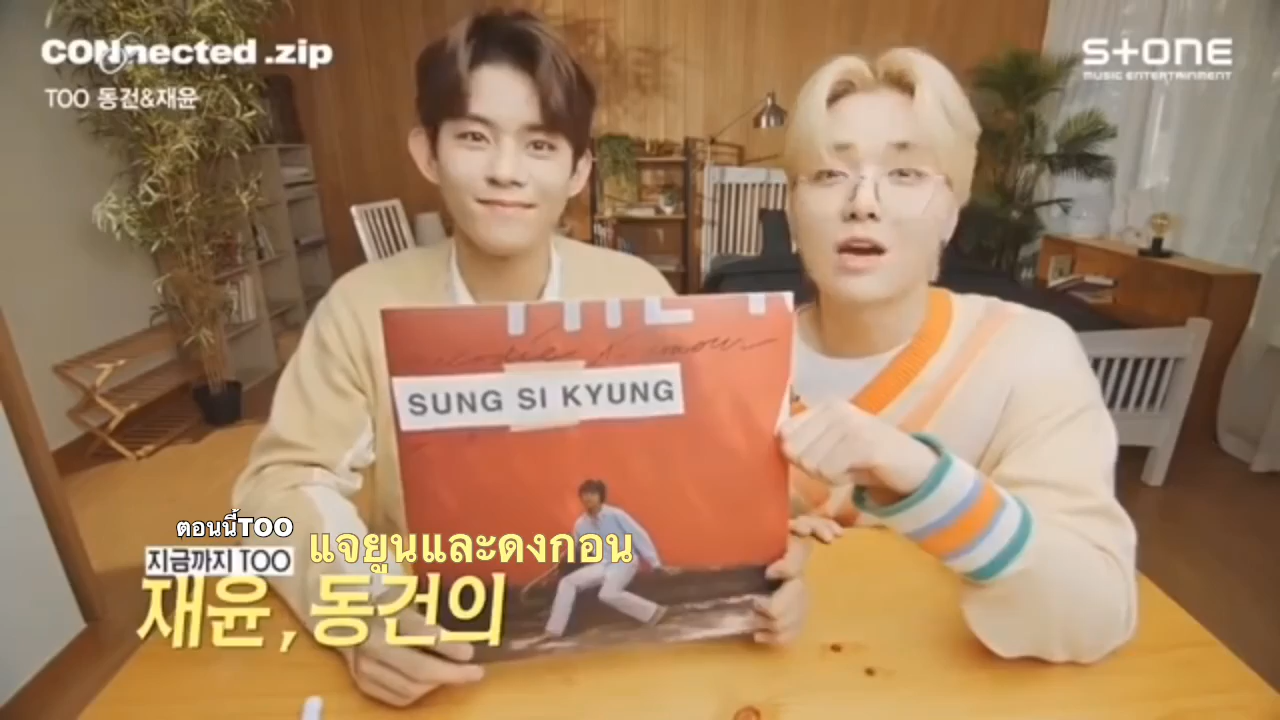 CONnected .zip
TOO 동건&재윤
STONE
MUSIC ENTERTAINMENT
SUNG SI KYUNG
ตอนนี้TOO
แจยูนและดงกอน
지금까지 TOO
재윤, 동건의